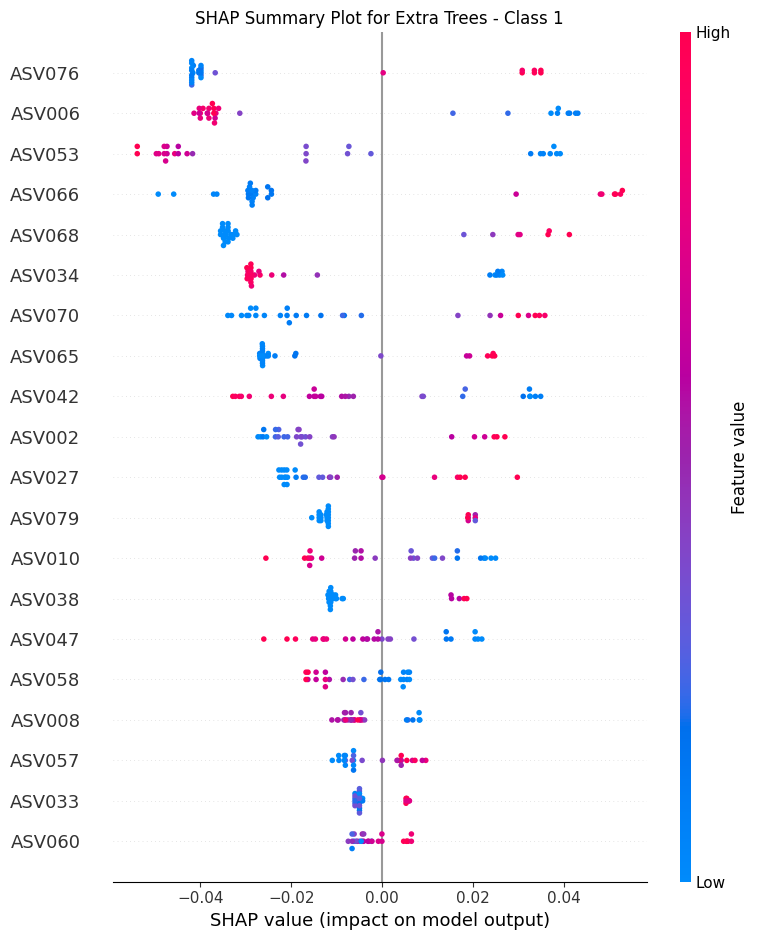 SHAP Summary Plot for Extra Trees - Class 1
High
ASV076
ASV006
ASV053
ASV066
ASV068
ASV034
ASV070
ASV065
ASV042
ASV002
ASV027
ASV079
ASV010
ASV038
ASV047
ASV058
ASV008
ASV057
ASV033
ASV060
Feature value
Low
−0.04 −0.02 0.00 0.02 0.04
SHAP value (impact on model output)